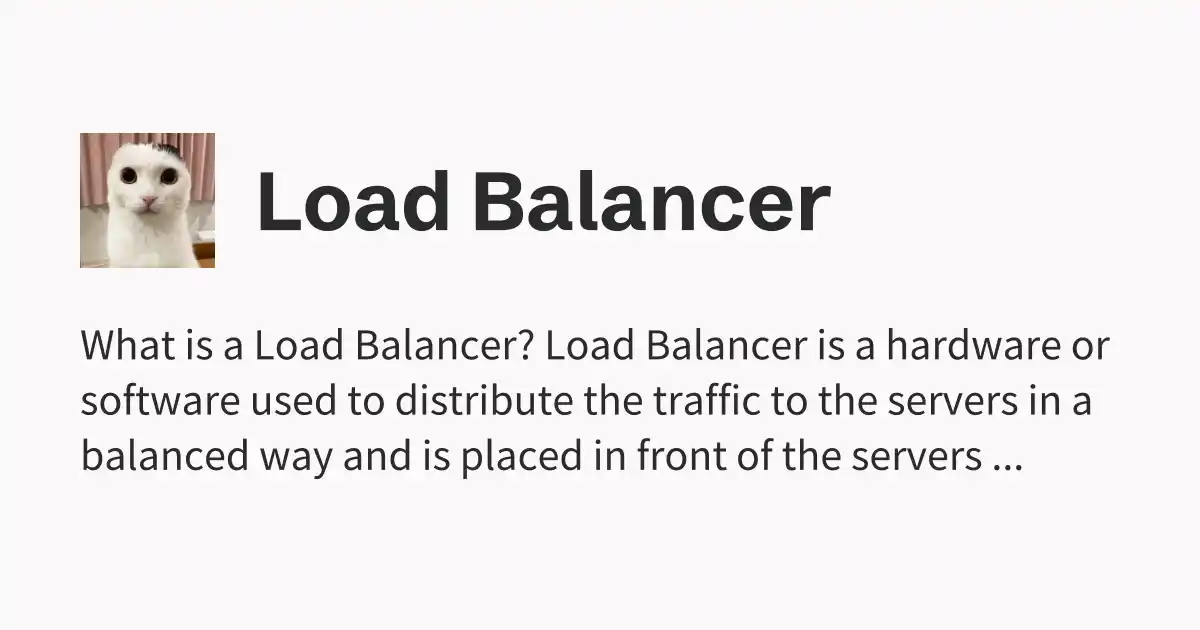 Load Balancer
What is a Load Balancer? Load Balancer is a hardware or
software used to distribute the traffic to the servers in a
balanced way and is placed in front of the servers ...